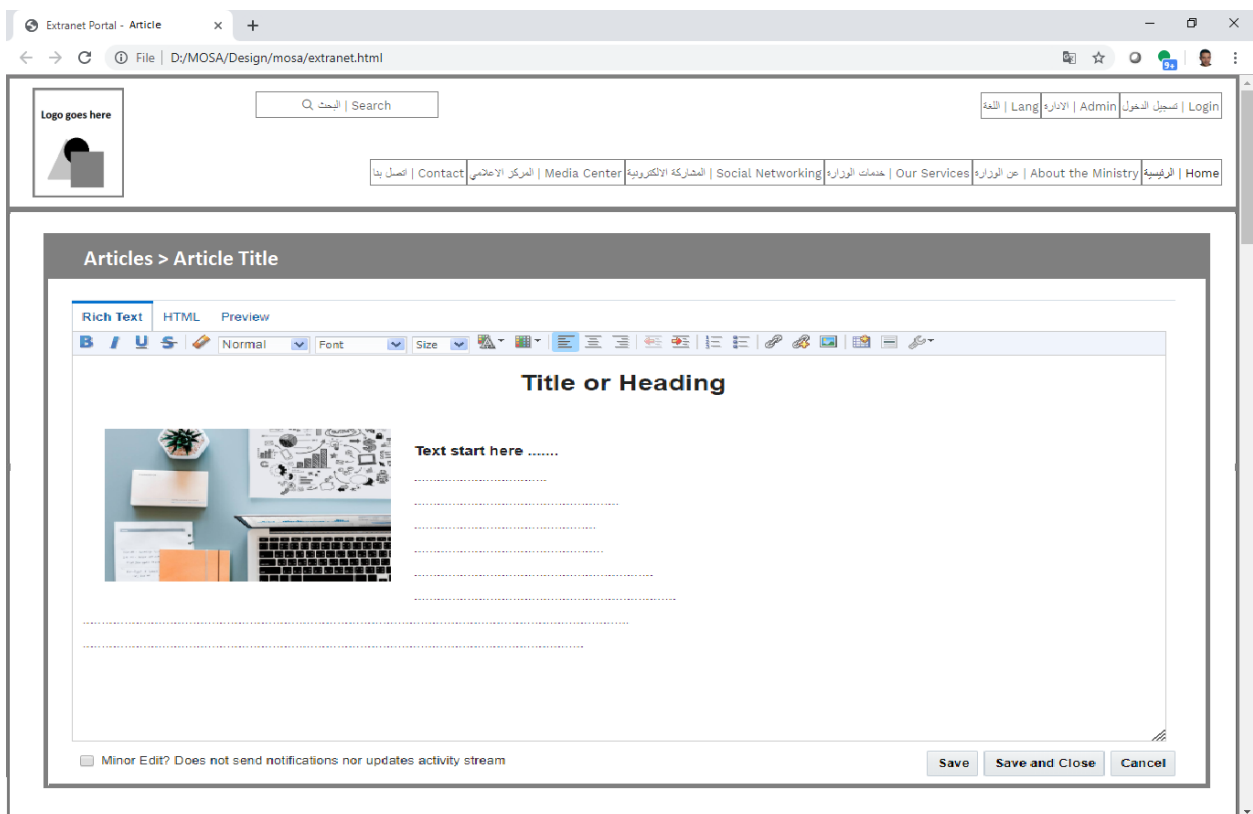 Extranet Portal - Article
File | D:/MOSA/Design/mosa/extranet.html
9+
Logo goes here
البحث | Search
اللغة | Lang
الادارة | Admin
تسجيل الدخول | Login
اتصل بنا | Contact
المركز الاعلامي | Media Center
المشاركة الالكترونية | Social Networking
خدمات الوزارة | Our Services
عن الوزارة | About the Ministry
الرئيسية | Home
Articles > Article Title
Rich Text HTML Preview
B I U S Normal Font Size
Title or Heading
Text start here .......
Minor Edit? Does not send notifications nor updates activity stream
Save Save and Close Cancel